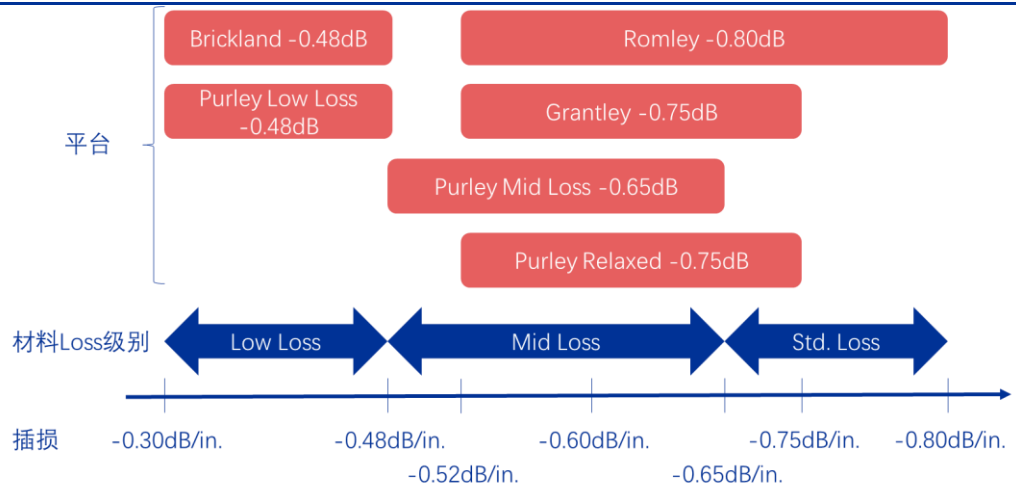 Brickland -0.48dB
Romley -0.80dB
Purley Low Loss
-0.48dB
Grantley -0.75dB
平台
Purley Mid Loss -0.65dB
Purley Relaxed -0.75dB
材料Loss级别
Low Loss
Mid Loss
Std. Loss
插损
-0.30dB/in.
-0.48dB/in.
-0.60dB/in.
-0.75dB/in.
-0.80dB/in.
-0.52dB/in.
-0.65dB/in.